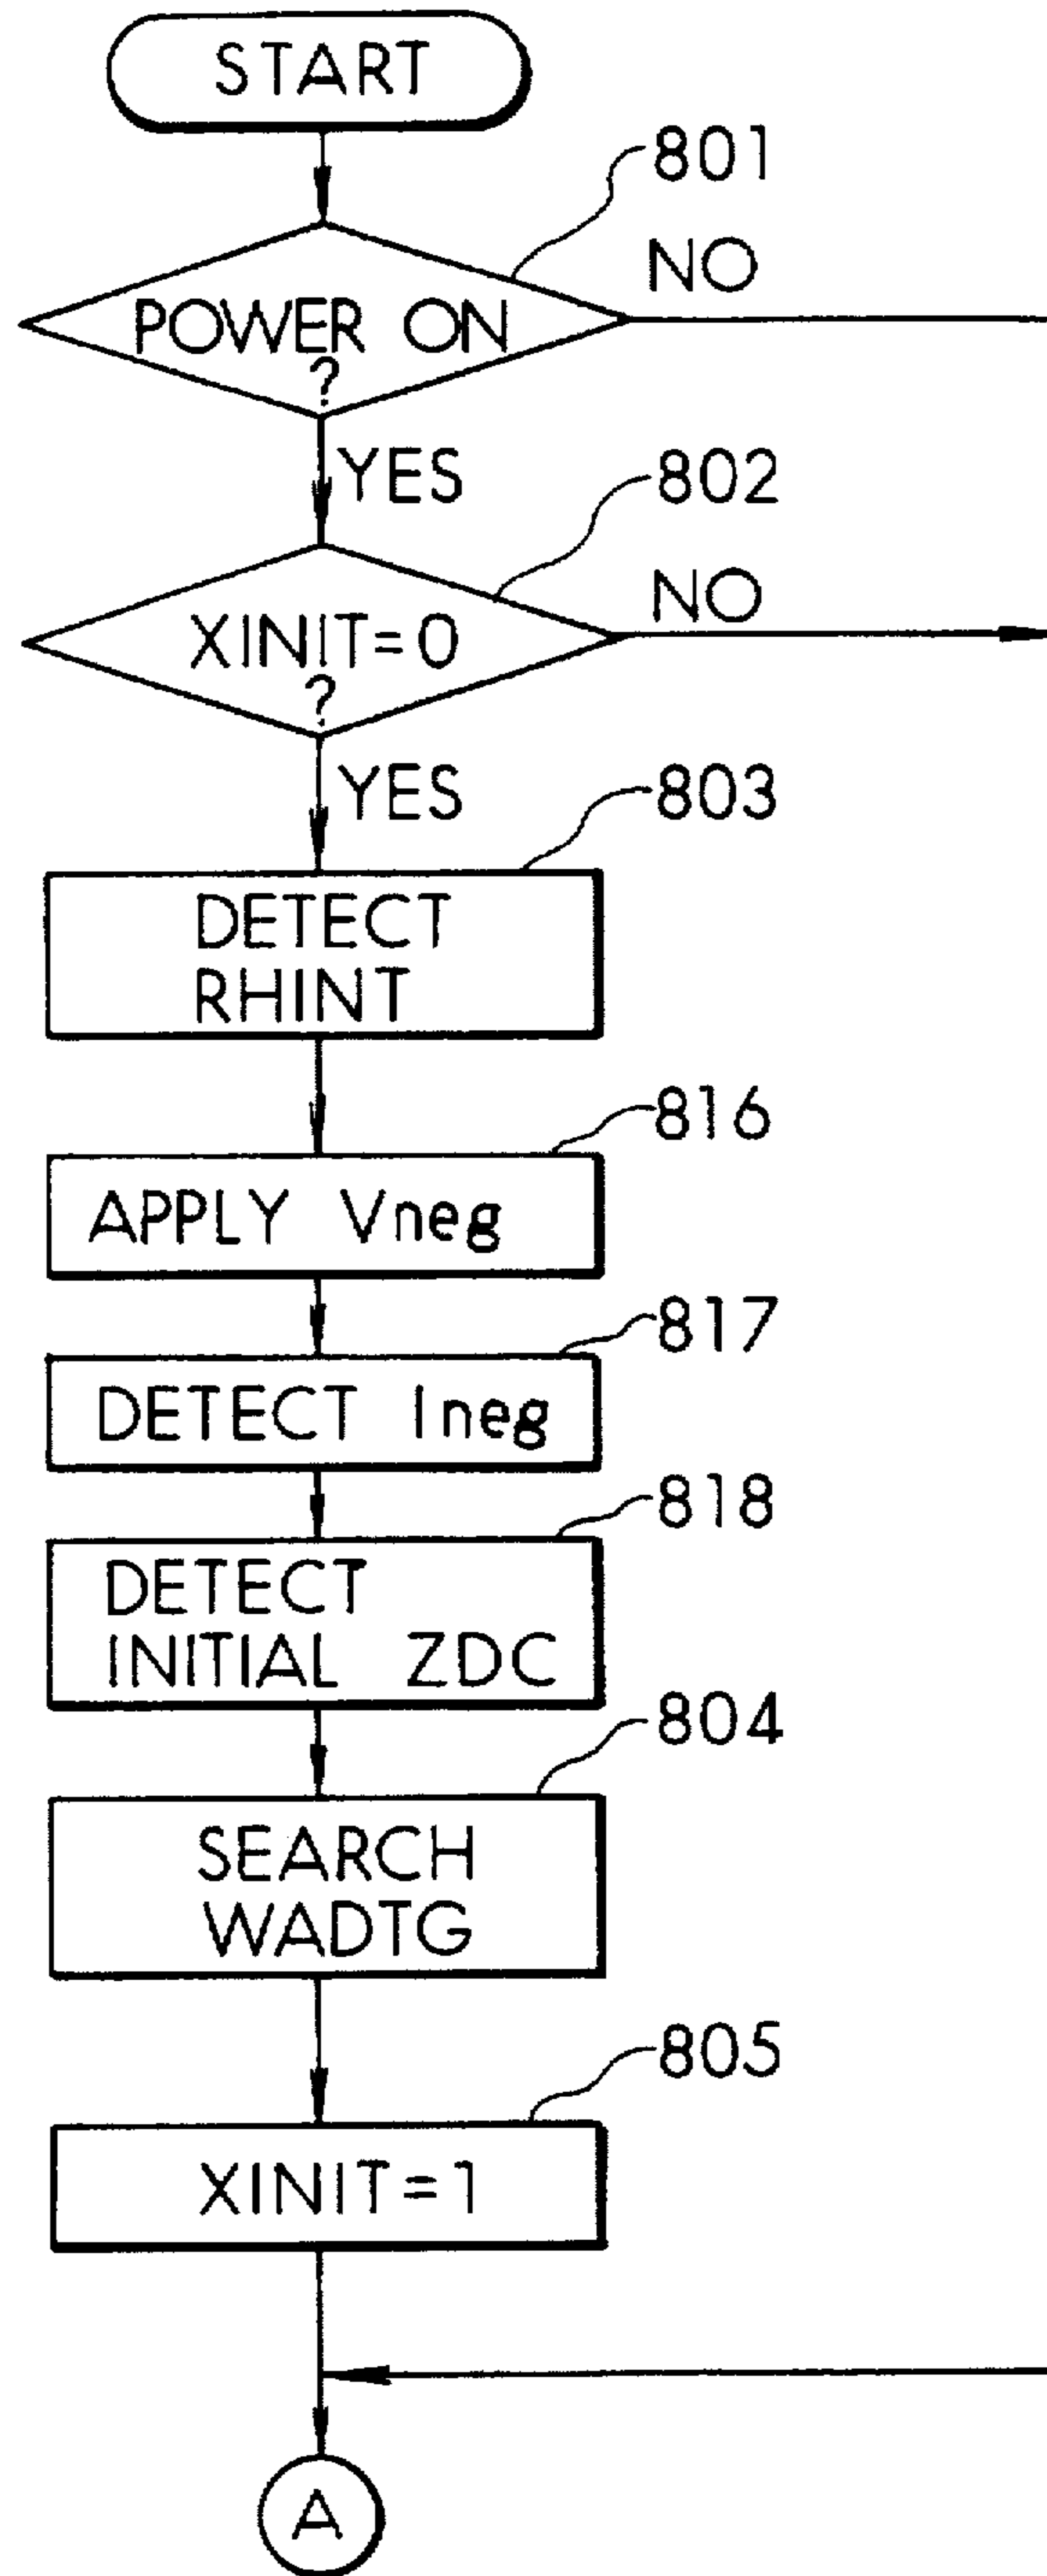 START
801
NO
POWER ON
?
YES
802
NO
XINIT=0
?
YES
803
DETECT
RHINT
816
APPLY Vneg
817
DETECT Ineg
818
DETECT
INITIAL ZDC
804
SEARCH
WADTG
805
XINIT=1
A